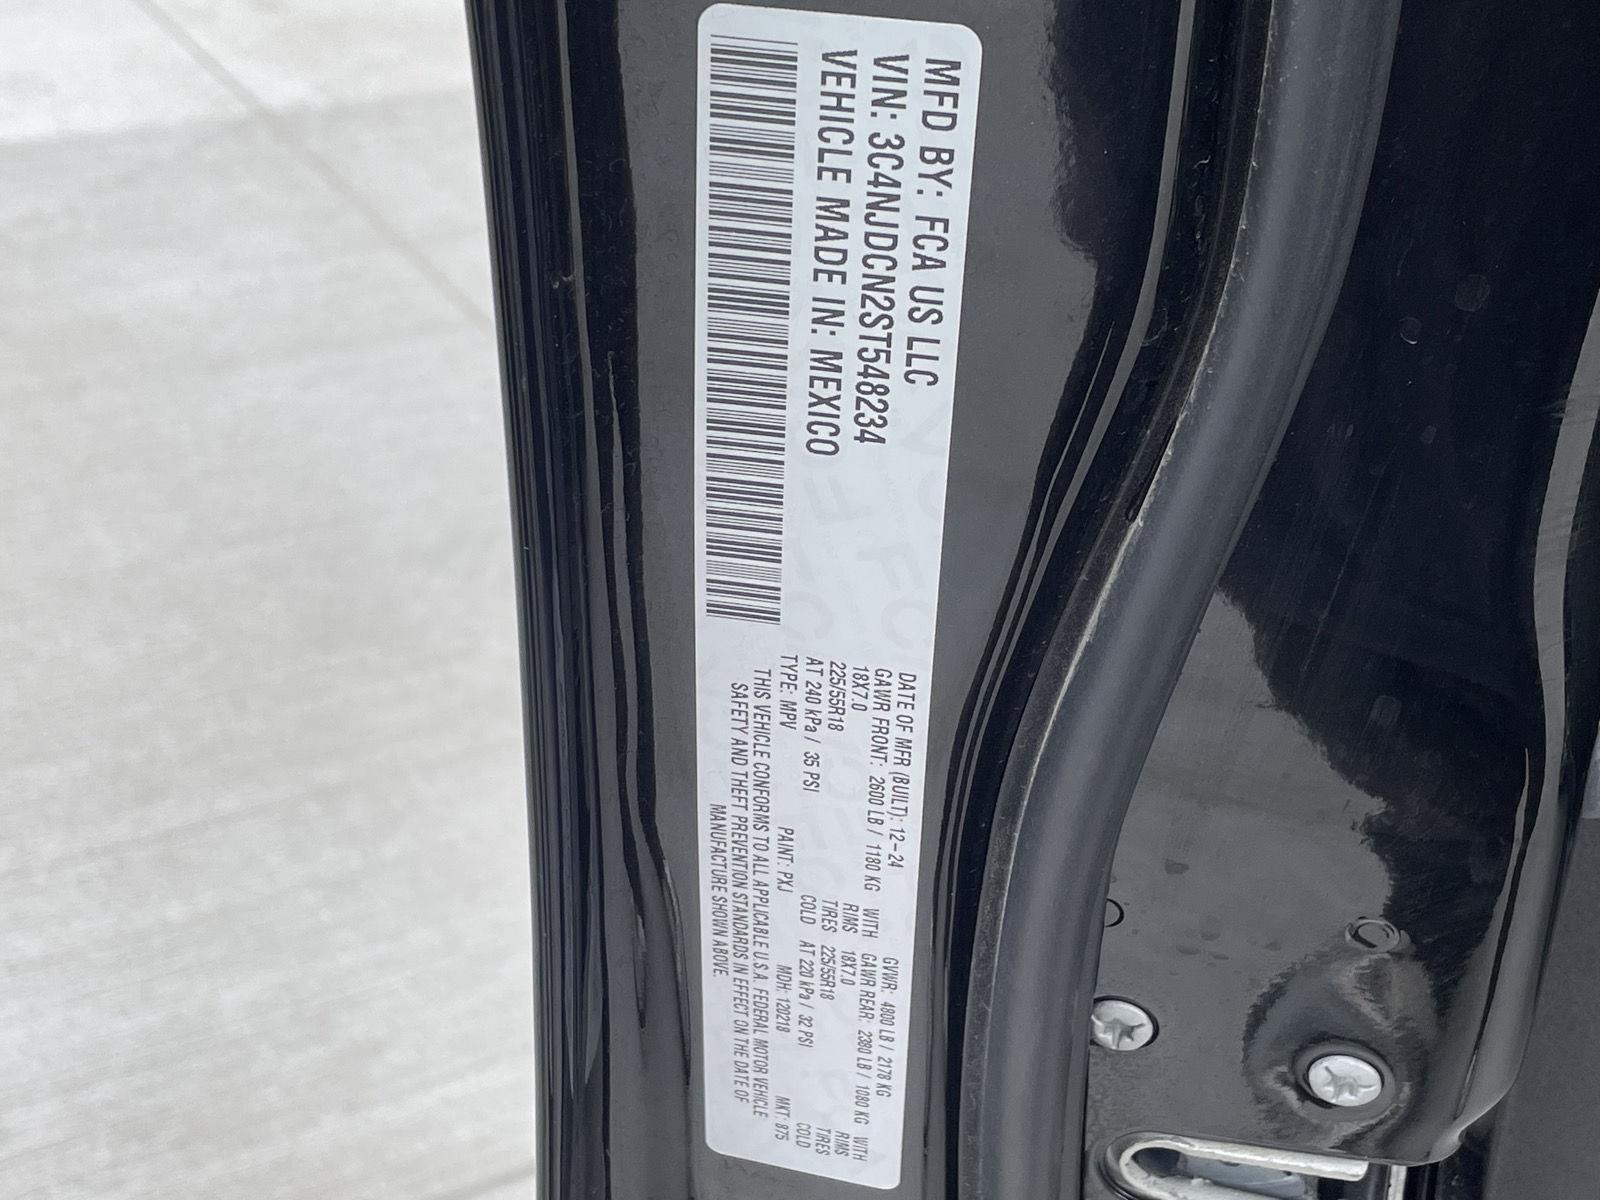 MFD BY: FCA US LLC
VIN: 3C4NJDCN2ST548234
VEHICLE MADE IN: MEXICO
DATE OF MFR (BUILT): 12-24 GVWR: 4800 LB / 2178 KG
GAWR FRONT: 2600 LB / 1180 KG WITH GAWR REAR: 2380 LB / 1080 KG WITH
18X7.0 RIMS 18X7.0 RIMS
225/55R18 TIRES 225/55R18 TIRES
AT 240 kPa / 35 PSI COLD AT 220 kPa / 32 PSI COLD
TYPE: MPV PAINT: PXJ MDH: 120218 MKT: 875
THIS VEHICLE CONFORMS TO ALL APPLICABLE U.S.A. FEDERAL MOTOR VEHICLE
SAFETY AND THEFT PREVENTION STANDARDS IN EFFECT ON THE DATE OF
MANUFACTURE SHOWN ABOVE.